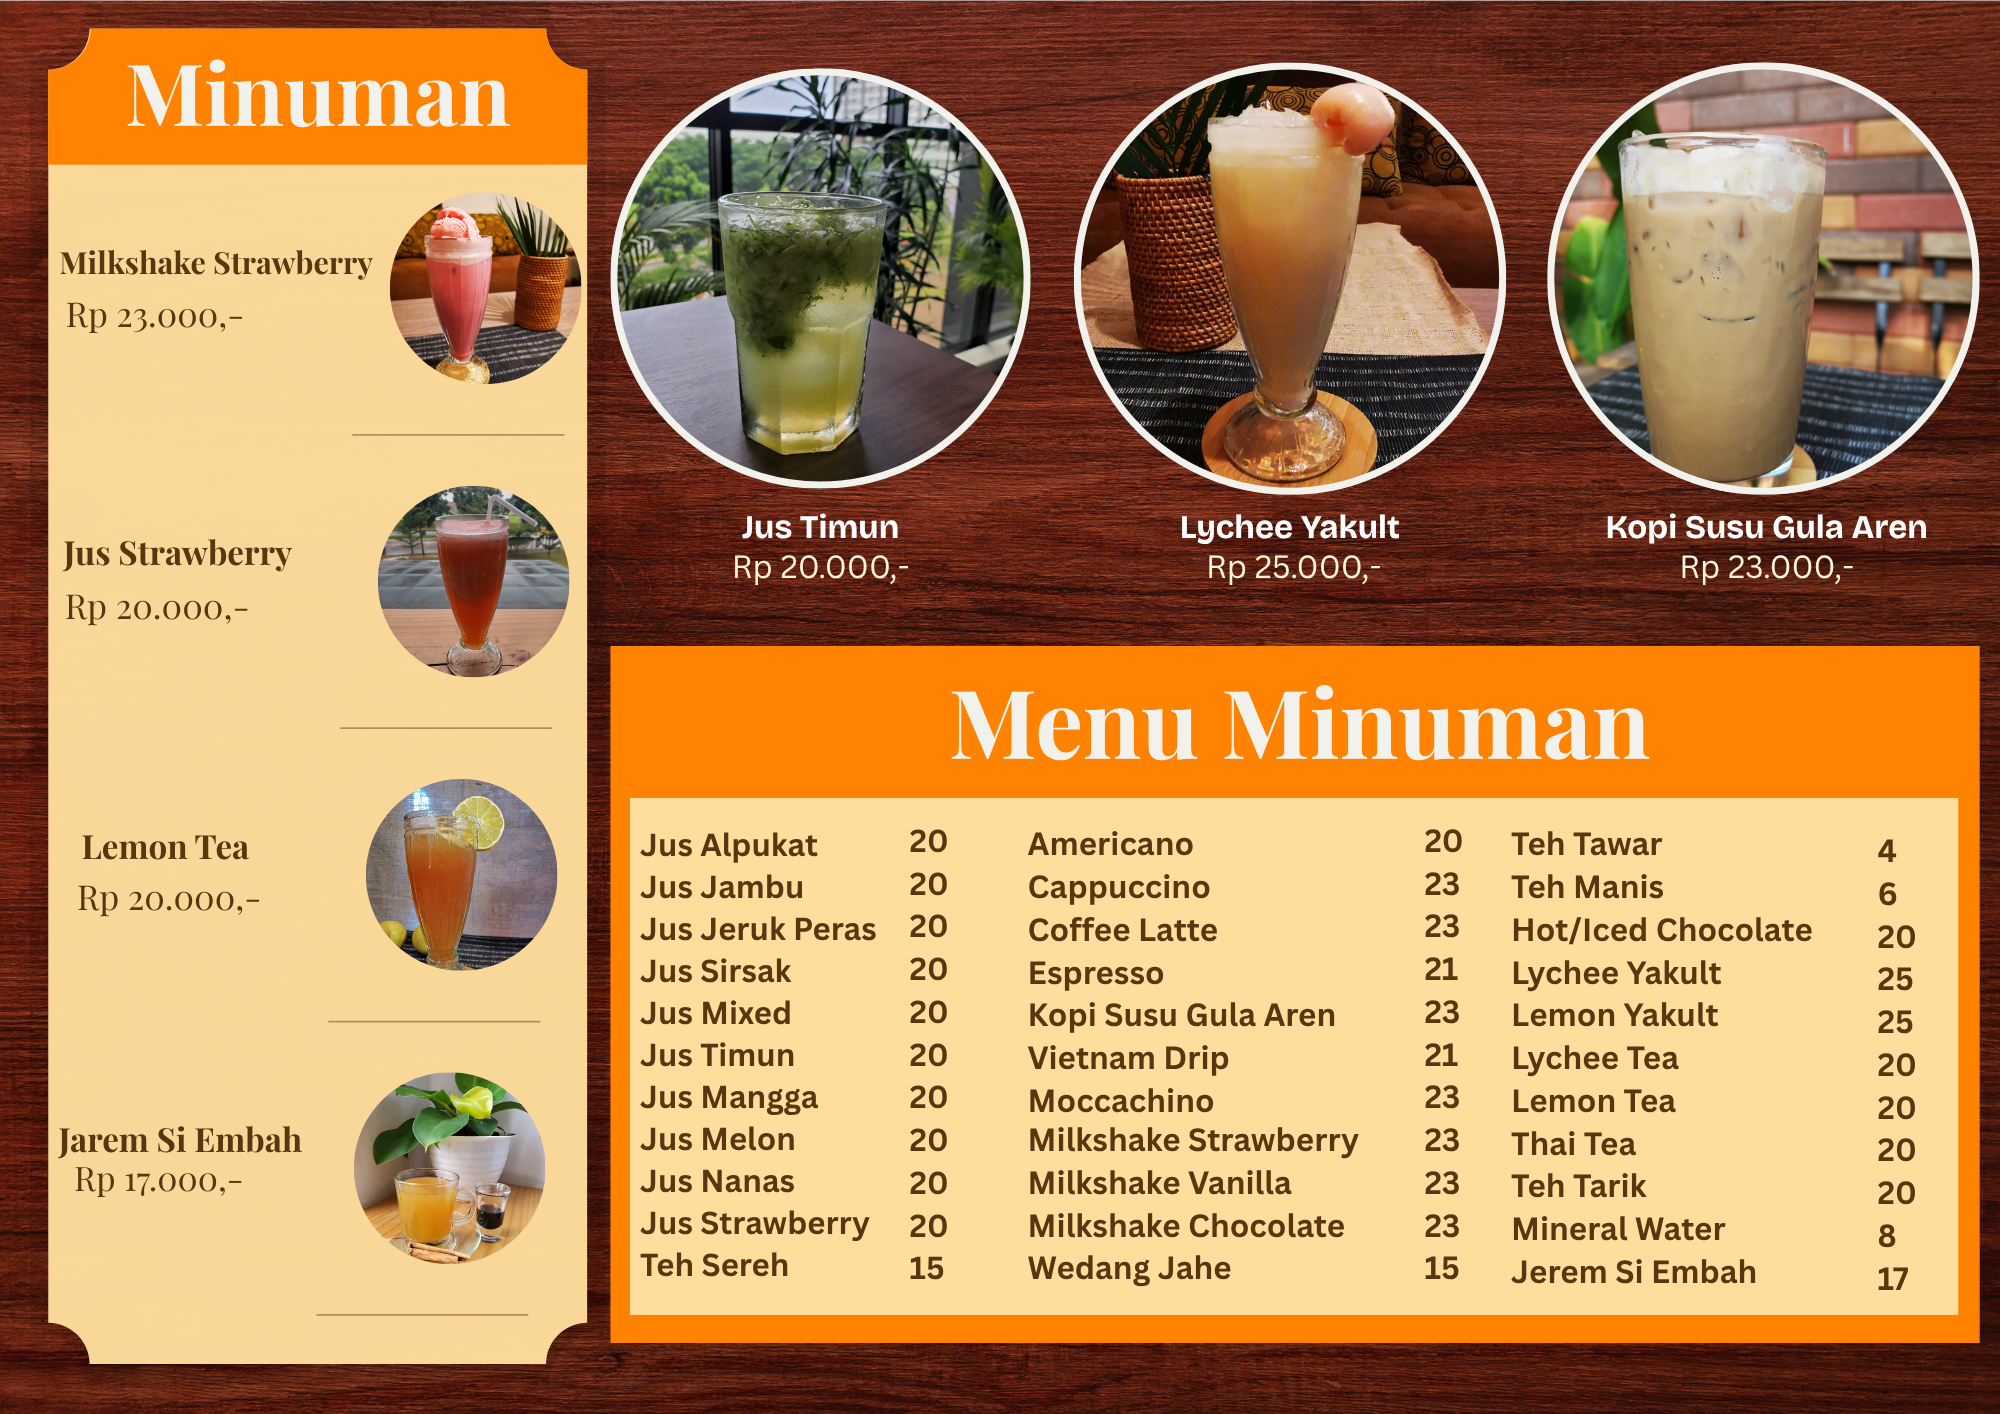 Minuman
Milkshake Strawberry
Rp 23.000,-
Jus Strawberry
Rp 20.000,-
Lemon Tea
Rp 20.000,-
Jarem Si Embah
Rp 17.000,-
Jus Timun
Rp 20.000,-
Lychee Yakult
Rp 25.000,-
Kopi Susu Gula Aren
Rp 23.000,-
Menu Minuman
Jus Alpukat 20
Jus Jambu 20
Jus Jeruk Peras 20
Jus Sirsak 20
Jus Mixed 20
Jus Timun 20
Jus Mangga 20
Jus Melon 20
Jus Nanas 20
Jus Strawberry 20
Teh Sereh 15
Americano 20
Cappuccino 23
Coffee Latte 23
Espresso 21
Kopi Susu Gula Aren 23
Vietnam Drip 21
Moccachino 23
Milkshake Strawberry 23
Milkshake Vanilla 23
Milkshake Chocolate 23
Wedang Jahe 15
Teh Tawar 4
Teh Manis 6
Hot/Iced Chocolate 20
Lychee Yakult 25
Lemon Yakult 25
Lychee Tea 20
Lemon Tea 20
Thai Tea 20
Teh Tarik 20
Mineral Water 8
Jerem Si Embah 17